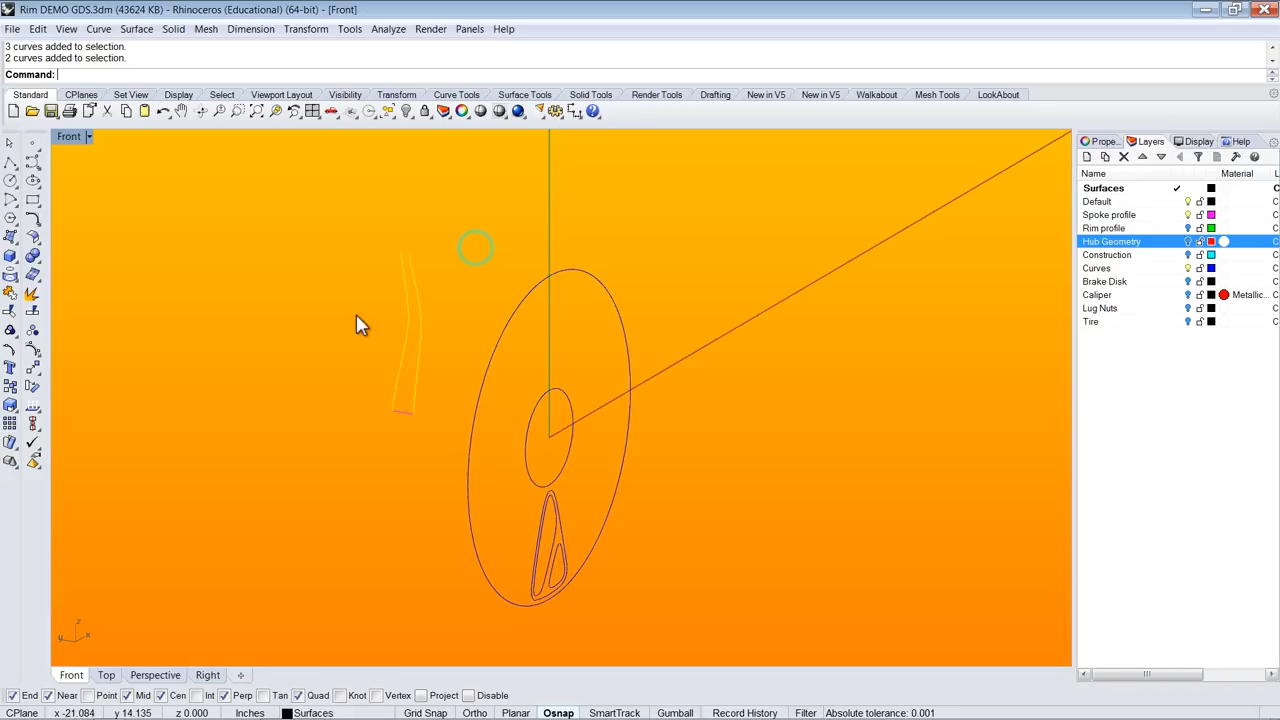 Rim DEMO GDS.3dm (43624 KB) - Rhinoceros (Educational) (64-bit) - [Front]
File Edit View Curve Surface Solid Mesh Dimension Transform Tools Analyze Render Panels Help
3 curves added to selection.
2 curves added to selection.
Command:
Standard CPlanes Set View Display Select Viewport Layout Visibility Transform Curve Tools Surface Tools Solid Tools Render Tools Drafting New in V5 New in V5 Walkabout Mesh Tools LookAbout
Front
Prope... Layers Display Help
Name Material L
Surfaces C
Default C
Spoke profile C
Rim profile C
Hub Geometry C
Construction C
Curves C
Brake Disk C
Caliper Metallic... C
Lug Nuts C
Tire C
z
y x
Front Top Perspective Right
End Near Point Mid Cen Int Perp Tan Quad Knot Vertex Project Disable
CPlane x -21.084 y 14.135 z 0.000 Inches Surfaces Grid Snap Ortho Planar Osnap SmartTrack Gumball Record History Filter Absolute tolerance: 0.001